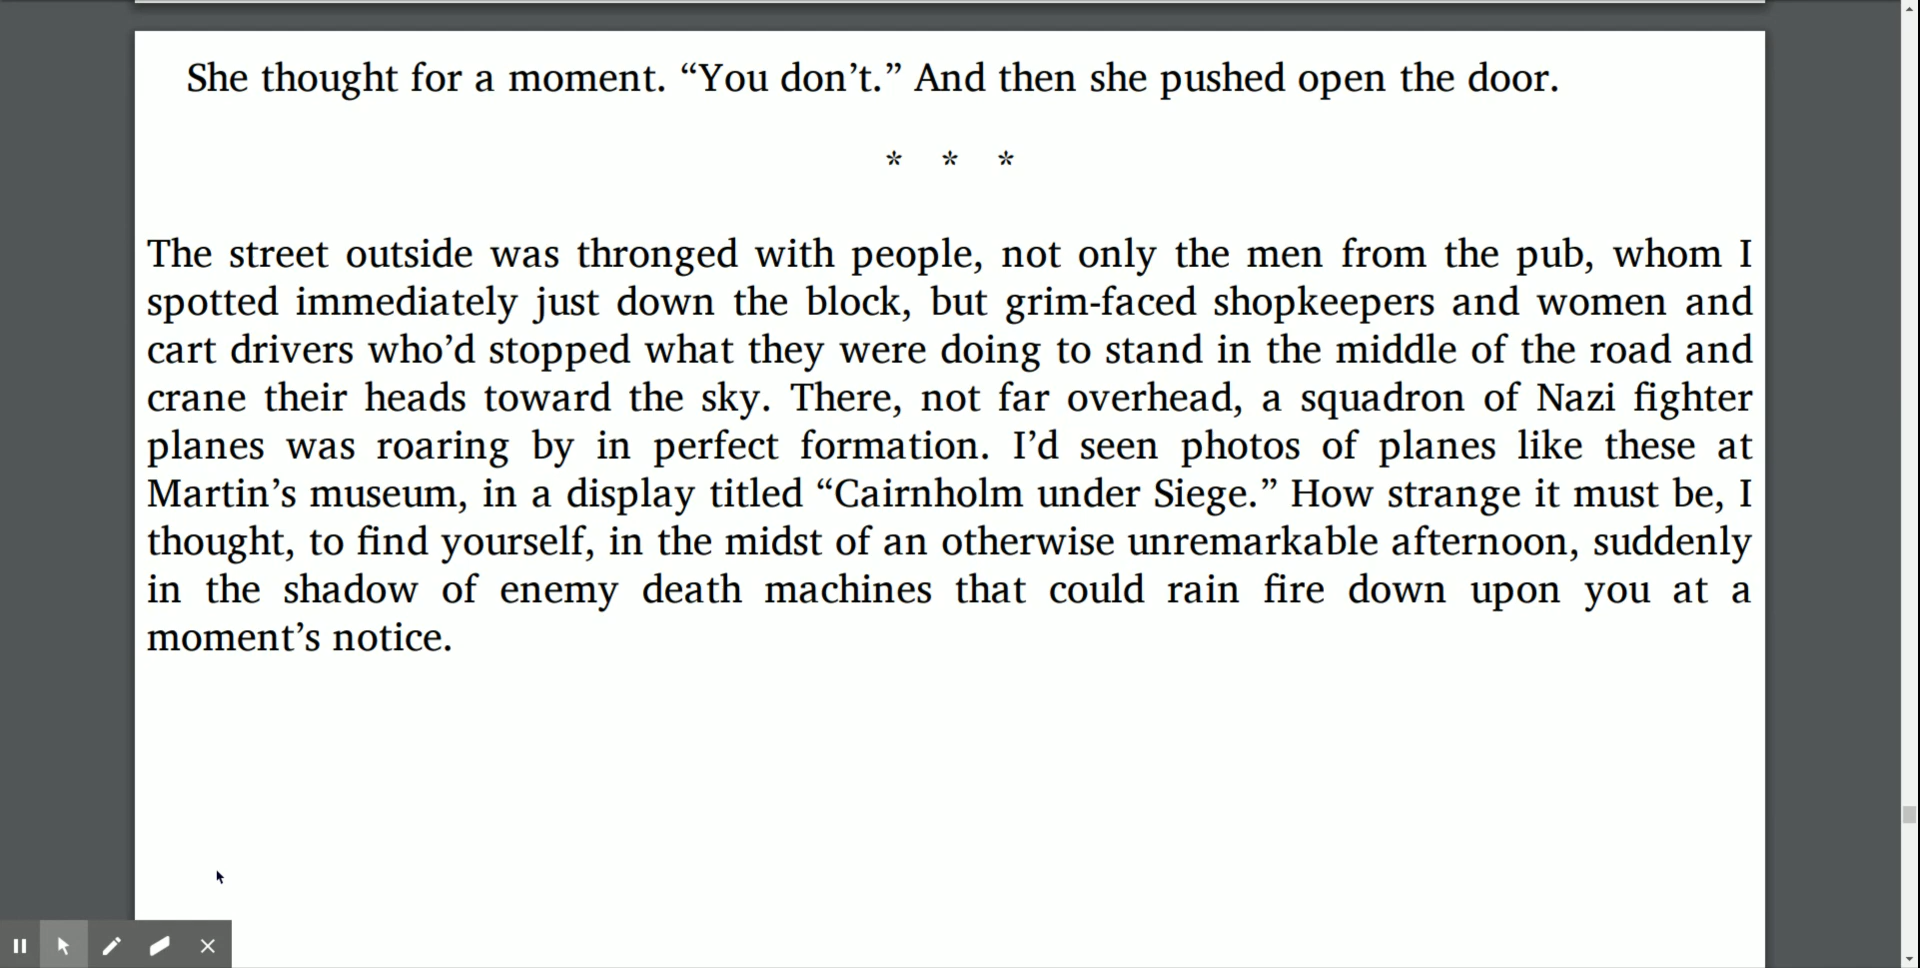 She thought for a moment. “You don’t.” And then she pushed open the door.
* * *
The street outside was thronged with people, not only the men from the pub, whom I
spotted immediately just down the block, but grim-faced shopkeepers and women and
cart drivers who’d stopped what they were doing to stand in the middle of the road and
crane their heads toward the sky. There, not far overhead, a squadron of Nazi fighter
planes was roaring by in perfect formation. I’d seen photos of planes like these at
Martin’s museum, in a display titled “Cairnholm under Siege.” How strange it must be, I
thought, to find yourself, in the midst of an otherwise unremarkable afternoon, suddenly
in the shadow of enemy death machines that could rain fire down upon you at a
moment’s notice.